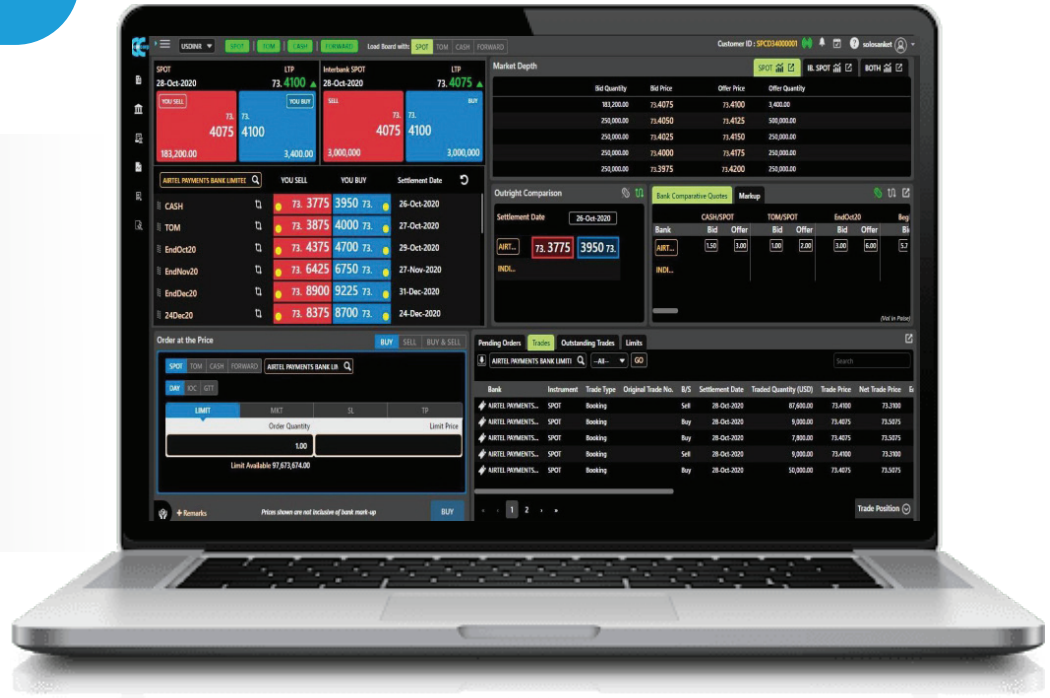 USDINR SPOT TOM CASH FORWARD Load Board with: SPOT TOM CASH FORWARD Customer ID : SPCD34000001 solosanket
SPOT LTP
28-Oct-2020 73.4100
YOU SELL YOU BUY
73. 73.
4075 4100
183,200.00 3,400.00
Interbank SPOT LTP
28-Oct-2020 73.4075
SELL BUY
73. 73.
4075 4100
3,000,000 3,000,000
Market Depth SPOT IB. SPOT BOTH
Bid Quantity Bid Price Offer Price Offer Quantity
183,200.00 73.4075 73.4100 3,400.00
250,000.00 73.4050 73.4125 500,000.00
250,000.00 73.4025 73.4150 250,000.00
250,000.00 73.4000 73.4175 250,000.00
250,000.00 73.3975 73.4200 250,000.00
AIRTEL PAYMENTS BANK LIMITEE YOU SELL YOU BUY Settlement Date
CASH 73. 3775 3950 73. 26-Oct-2020
TOM 73. 3875 4000 73. 27-Oct-2020
EndOct20 73. 4375 4700 73. 29-Oct-2020
EndNov20 73. 6425 6750 73. 27-Nov-2020
EndDec20 73. 8900 9225 73. 31-Dec-2020
24Dec20 73. 8375 8700 73. 24-Dec-2020
Outright Comparison
Settlement Date 26-Oct-2020
AIRT... 73. 3775 3950 73.
INDI...
Bank Comparative Quotes Markup
CASH/SPOT TOM/SPOT EndOct20
Bank Bid Offer Bid Offer Bid Offer
AIRT... 1.50 3.00 1.00 2.00 3.00 6.00 5.7
INDI...
(Vol in Paise)
Order at the Price BUY SELL BUY & SELL
SPOT TOM CASH FORWARD AIRTEL PAYMENTS BANK LIB
DAY IOC GTT
LIMIT MKT SL TP
Order Quantity Limit Price
1.00
Limit Available 97,673,674.00
+ Remarks Prices shown are not inclusive of bank mark-up BUY
Pending Orders Trades Outstanding Trades Limits
AIRTEL PAYMENTS BANK LIMITI --All-- GO Search
Bank Instrument Trade Type Original Trade No. B/S Settlement Date Traded Quantity (USD) Trade Price Net Trade Price
AIRTEL PAYMENTS... SPOT Booking Sell 28-Oct-2020 87,600.00 73.4100 73.3100
AIRTEL PAYMENTS... SPOT Booking Buy 28-Oct-2020 9,000.00 73.4075 73.5075
AIRTEL PAYMENTS... SPOT Booking Buy 28-Oct-2020 7,800.00 73.4075 73.5075
AIRTEL PAYMENTS... SPOT Booking Sell 28-Oct-2020 9,000.00 73.4100 73.3100
AIRTEL PAYMENTS... SPOT Booking Buy 28-Oct-2020 50,000.00 73.4075 73.5075
1 2
Trade Position